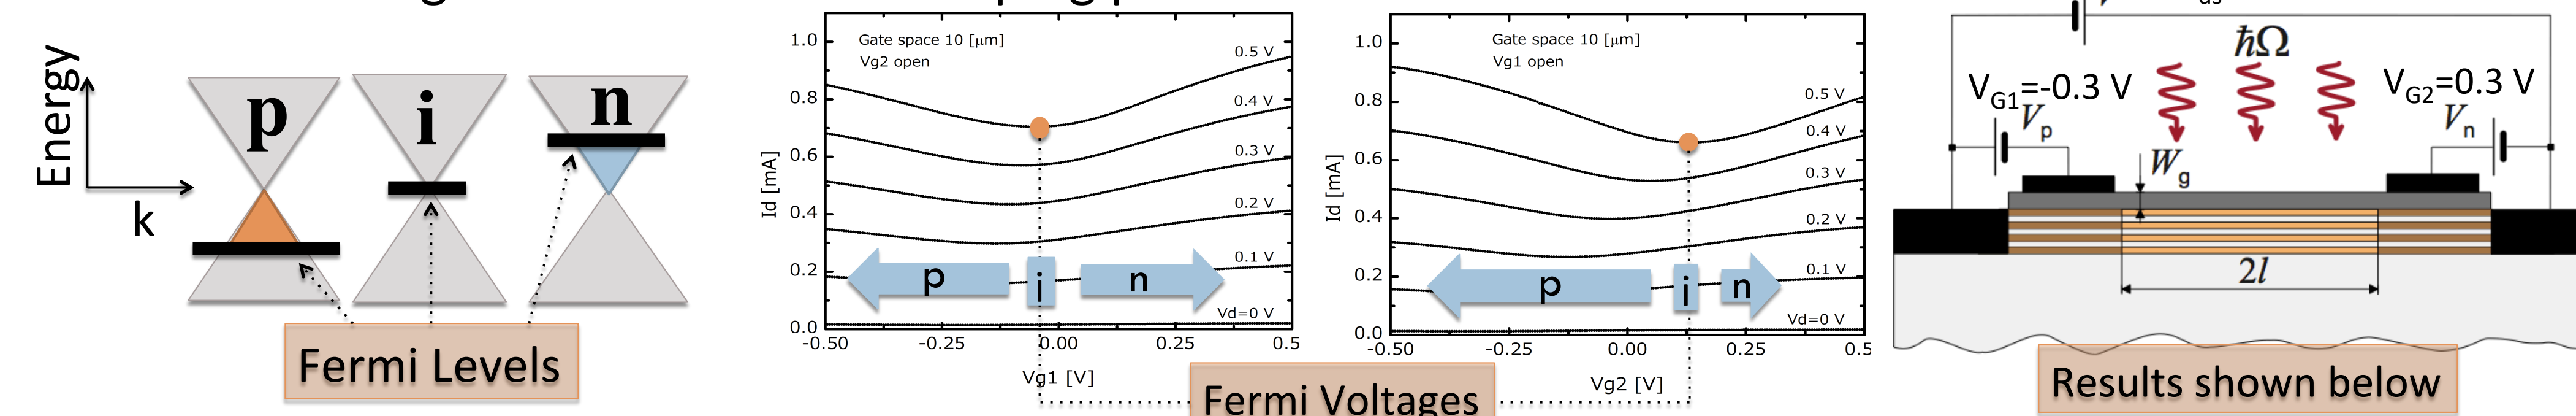 Energy
k
p
i
n
Fermi Levels
Id [mA]
1.0
0.8
0.6
0.4
0.2
0.0
Gate space 10 [μm]
Vg2 open
0.5 V
0.4 V
0.3 V
0.2 V
0.1 V
Vd=0 V
p
i
n
-0.50
-0.25
0.00
0.25
0.5
Vg1 [V]
Id [mA]
1.0
0.8
0.6
0.4
0.2
0.0
Gate space 10 [μm]
Vg1 open
0.5 V
0.4 V
0.3 V
0.2 V
0.1 V
Vd=0 V
p
i
n
-0.50
-0.25
0.00
0.25
0.5
Vg2 [V]
Fermi Voltages
ħΩ
VG1=-0.3 V
VG2=0.3 V
Vp
Vn
Wg
2l
Results shown below